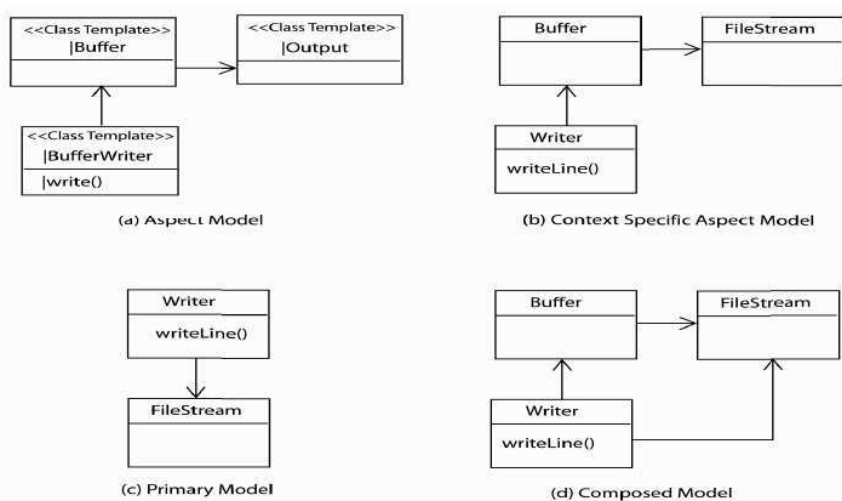 <<Class Template>>
|Buffer
<<Class Template>>
|Output
<<Class Template>>
|BufferWriter
|write()
(a) Aspect Model
Buffer
FileStream
Writer
writeLine()
(b) Context Specific Aspect Model
Writer
writeLine()
FileStream
(c) Primary Model
Buffer
FileStream
Writer
writeLine()
(d) Composed Model